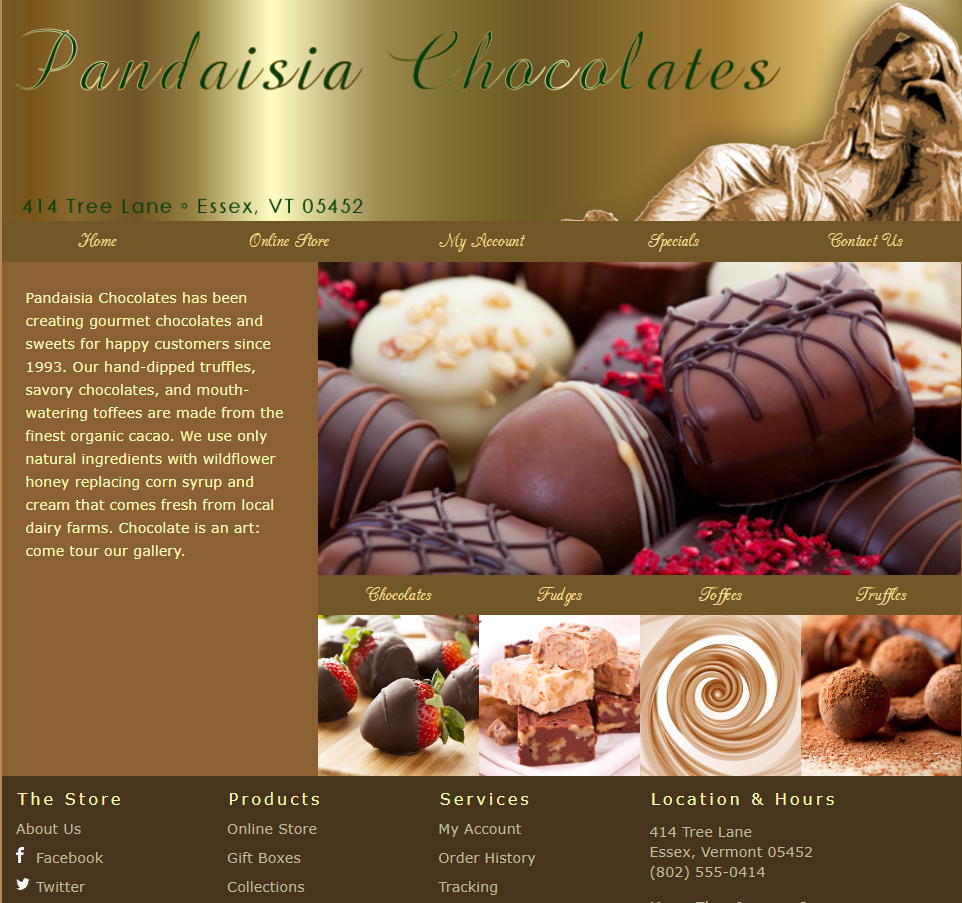 Pandaisia Chocolates
414 Tree Lane ◦ Essex, VT 05452
Home Online Store My Account Specials Contact Us
Pandaisia Chocolates has been
creating gourmet chocolates and
sweets for happy customers since
1993. Our hand-dipped truffles,
savory chocolates, and mouth-
watering toffees are made from the
finest organic cacao. We use only
natural ingredients with wildflower
honey replacing corn syrup and
cream that comes fresh from local
dairy farms. Chocolate is an art:
come tour our gallery.
Chocolates Fudges Toffees Truffles
The Store
About Us
Facebook
Twitter
Products
Online Store
Gift Boxes
Collections
Services
My Account
Order History
Tracking
Location & Hours
414 Tree Lane
Essex, Vermont 05452
(802) 555-0414